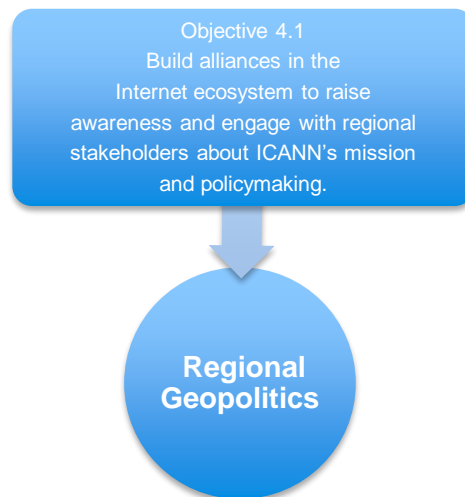 Objective 4.1
Build alliances in the
Internet ecosystem to raise
awareness and engage with regional
stakeholders about ICANN’s mission
and policymaking.
Regional
Geopolitics